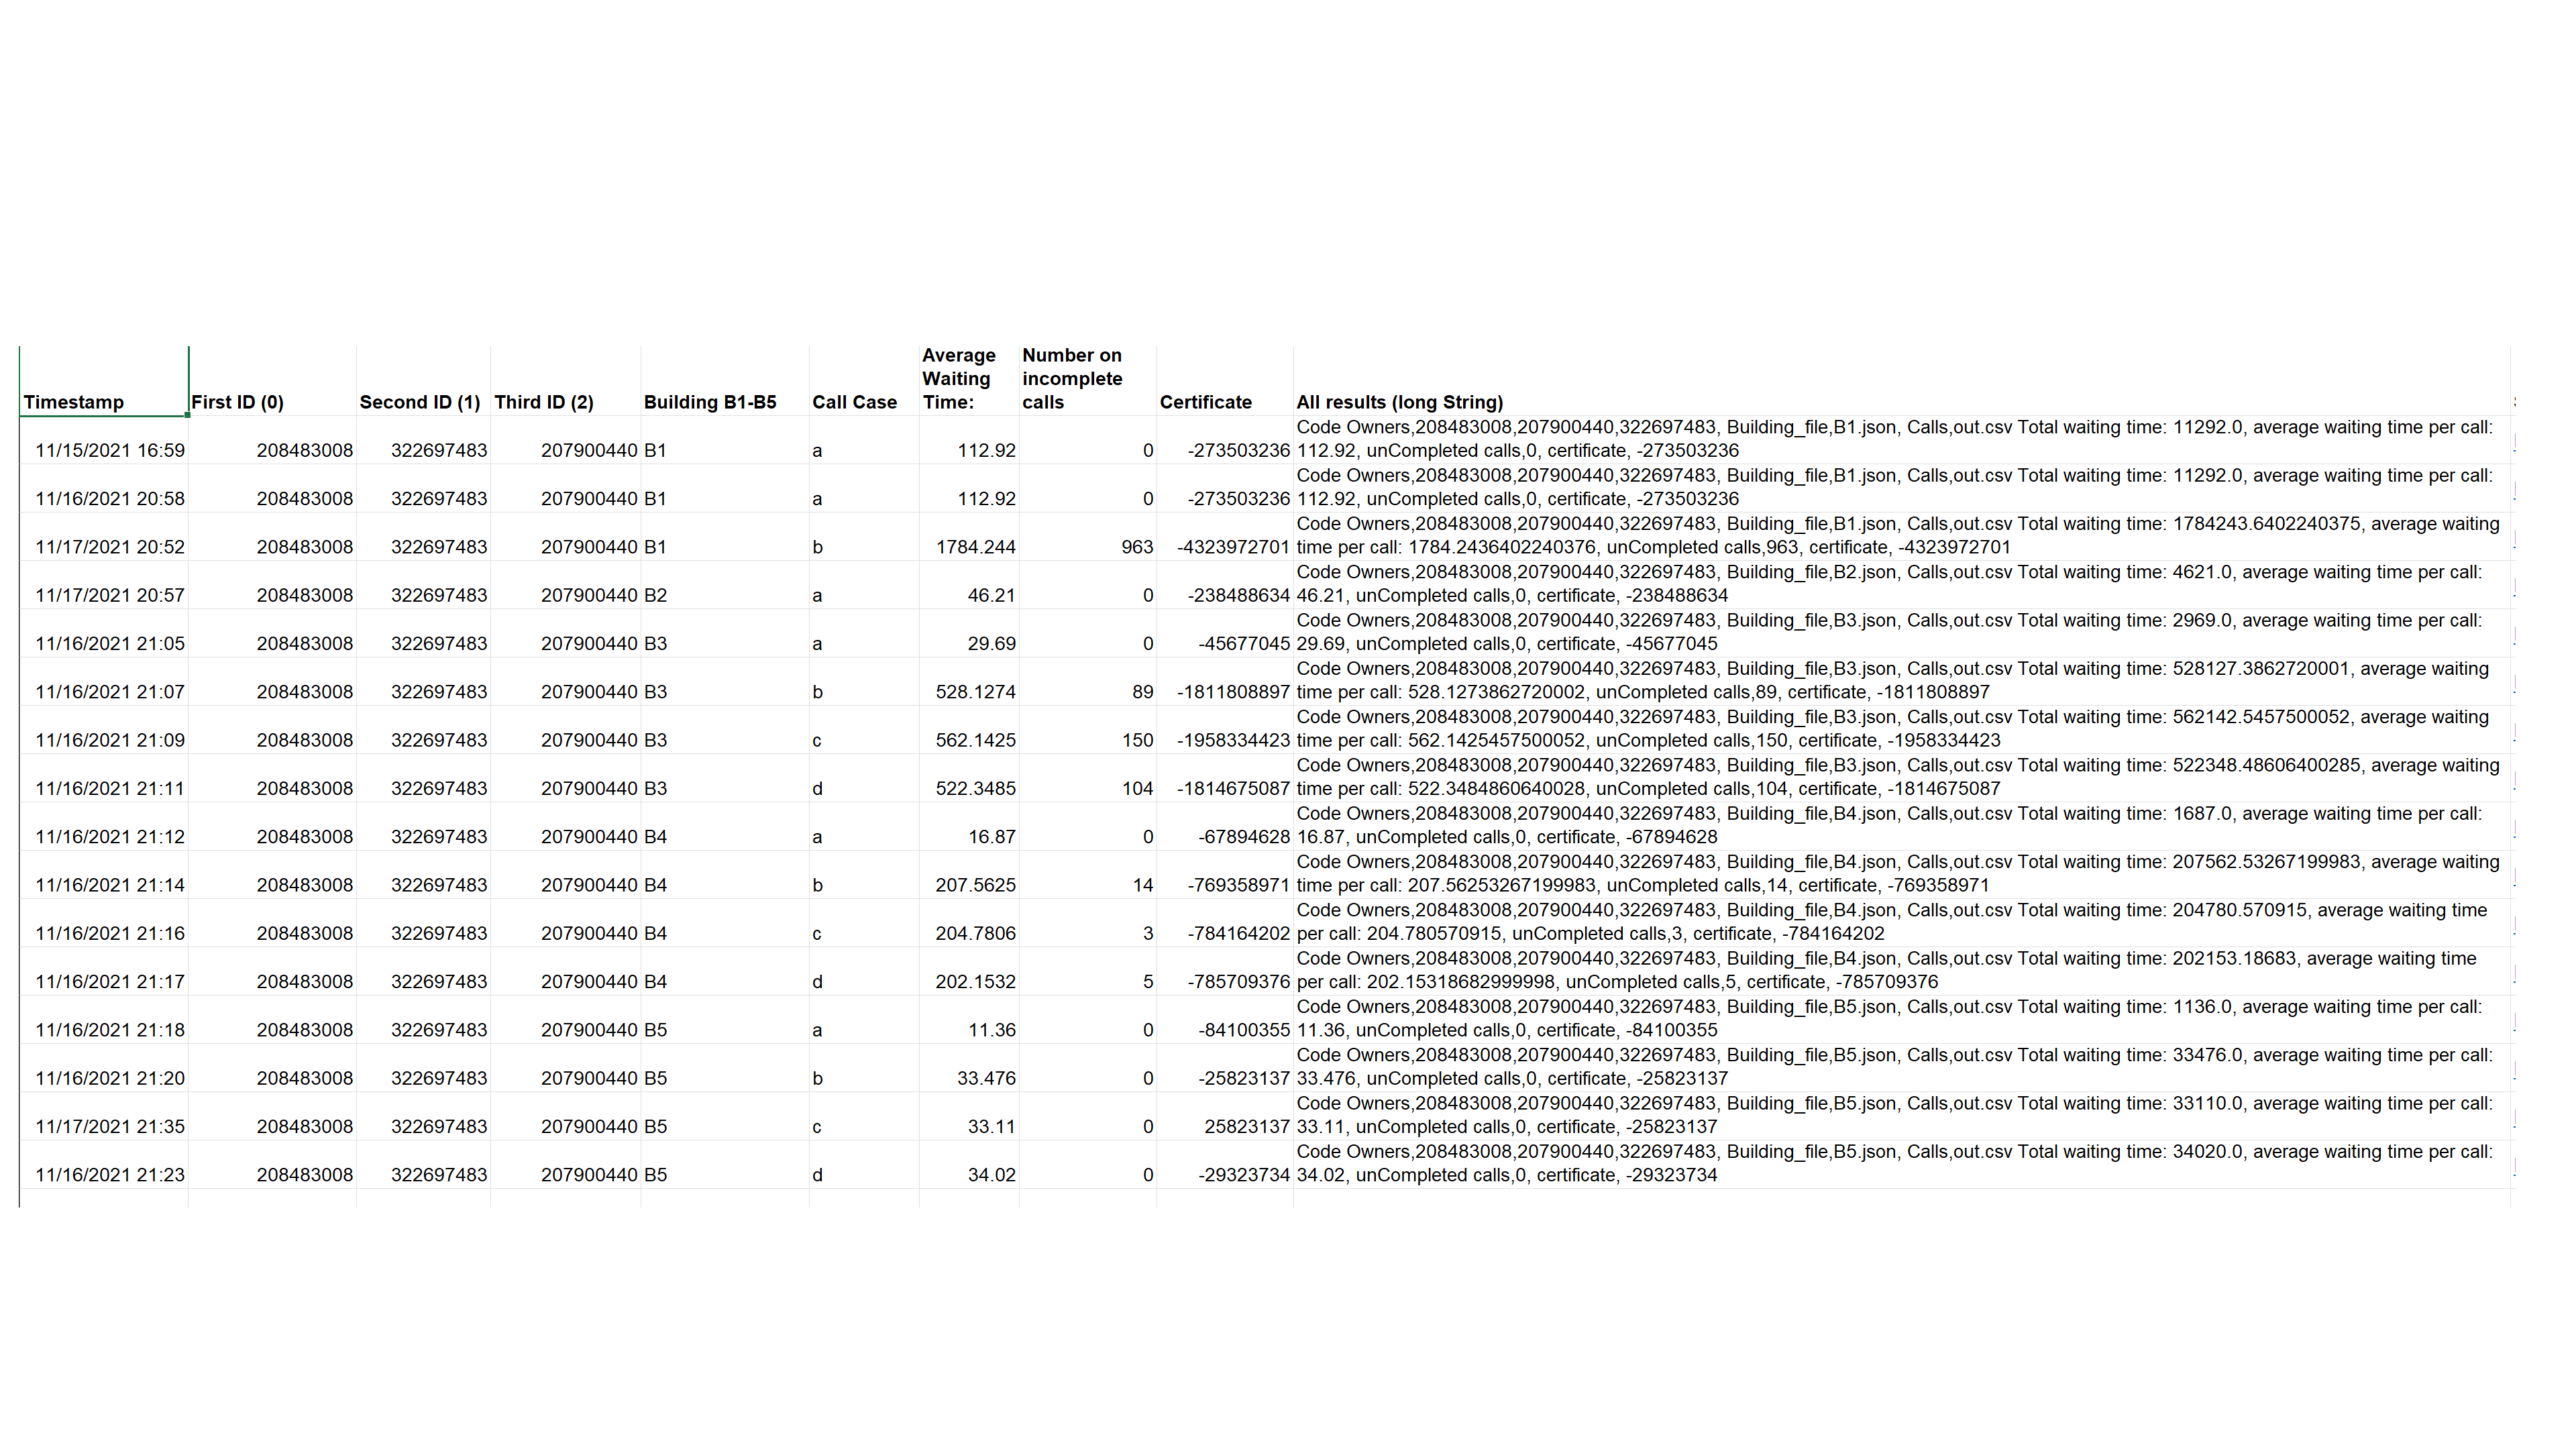 Timestamp First ID (0) Second ID (1) Third ID (2) Building B1-B5 Call Case Average Waiting Time: Number on incomplete calls Certificate All results (long String)
11/15/2021 16:59 208483008 322697483 207900440 B1 a 112.92 0 -273503236 Code Owners,208483008,207900440,322697483, Building_file,B1.json, Calls,out.csv Total waiting time: 11292.0, average waiting time per call:
112.92, unCompleted calls,0, certificate, -273503236
11/16/2021 20:58 208483008 322697483 207900440 B1 a 112.92 0 -273503236 Code Owners,208483008,207900440,322697483, Building_file,B1.json, Calls,out.csv Total waiting time: 11292.0, average waiting time per call:
112.92, unCompleted calls,0, certificate, -273503236
11/17/2021 20:52 208483008 322697483 207900440 B1 b 1784.244 963 -4323972701 Code Owners,208483008,207900440,322697483, Building_file,B1.json, Calls,out.csv Total waiting time: 1784243.6402240375, average waiting
time per call: 1784.2436402240376, unCompleted calls,963, certificate, -4323972701
11/17/2021 20:57 208483008 322697483 207900440 B2 a 46.21 0 -238488634 Code Owners,208483008,207900440,322697483, Building_file,B2.json, Calls,out.csv Total waiting time: 4621.0, average waiting time per call:
46.21, unCompleted calls,0, certificate, -238488634
11/16/2021 21:05 208483008 322697483 207900440 B3 a 29.69 0 -45677045 Code Owners,208483008,207900440,322697483, Building_file,B3.json, Calls,out.csv Total waiting time: 2969.0, average waiting time per call:
29.69, unCompleted calls,0, certificate, -45677045
11/16/2021 21:07 208483008 322697483 207900440 B3 b 528.1274 89 -1811808897 Code Owners,208483008,207900440,322697483, Building_file,B3.json, Calls,out.csv Total waiting time: 528127.3862720001, average waiting
time per call: 528.1273862720002, unCompleted calls,89, certificate, -1811808897
11/16/2021 21:09 208483008 322697483 207900440 B3 c 562.1425 150 -1958334423 Code Owners,208483008,207900440,322697483, Building_file,B3.json, Calls,out.csv Total waiting time: 562142.5457500052, average waiting
time per call: 562.1425457500052, unCompleted calls,150, certificate, -1958334423
11/16/2021 21:11 208483008 322697483 207900440 B3 d 522.3485 104 -1814675087 Code Owners,208483008,207900440,322697483, Building_file,B3.json, Calls,out.csv Total waiting time: 522348.48606400285, average waiting
time per call: 522.3484860640028, unCompleted calls,104, certificate, -1814675087
11/16/2021 21:12 208483008 322697483 207900440 B4 a 16.87 0 -67894628 Code Owners,208483008,207900440,322697483, Building_file,B4.json, Calls,out.csv Total waiting time: 1687.0, average waiting time per call:
16.87, unCompleted calls,0, certificate, -67894628
11/16/2021 21:14 208483008 322697483 207900440 B4 b 207.5625 14 -769358971 Code Owners,208483008,207900440,322697483, Building_file,B4.json, Calls,out.csv Total waiting time: 207562.53267199983, average waiting
time per call: 207.56253267199983, unCompleted calls,14, certificate, -769358971
11/16/2021 21:16 208483008 322697483 207900440 B4 c 204.7806 3 -784164202 Code Owners,208483008,207900440,322697483, Building_file,B4.json, Calls,out.csv Total waiting time: 204780.570915, average waiting time
per call: 204.780570915, unCompleted calls,3, certificate, -784164202
11/16/2021 21:17 208483008 322697483 207900440 B4 d 202.1532 5 -785709376 Code Owners,208483008,207900440,322697483, Building_file,B4.json, Calls,out.csv Total waiting time: 202153.18683, average waiting time
per call: 202.15318682999998, unCompleted calls,5, certificate, -785709376
11/16/2021 21:18 208483008 322697483 207900440 B5 a 11.36 0 -84100355 Code Owners,208483008,207900440,322697483, Building_file,B5.json, Calls,out.csv Total waiting time: 1136.0, average waiting time per call:
11.36, unCompleted calls,0, certificate, -84100355
11/16/2021 21:20 208483008 322697483 207900440 B5 b 33.476 0 -25823137 Code Owners,208483008,207900440,322697483, Building_file,B5.json, Calls,out.csv Total waiting time: 33476.0, average waiting time per call:
33.476, unCompleted calls,0, certificate, -25823137
11/17/2021 21:35 208483008 322697483 207900440 B5 c 33.11 0 25823137 Code Owners,208483008,207900440,322697483, Building_file,B5.json, Calls,out.csv Total waiting time: 33110.0, average waiting time per call:
33.11, unCompleted calls,0, certificate, -25823137
11/16/2021 21:23 208483008 322697483 207900440 B5 d 34.02 0 -29323734 Code Owners,208483008,207900440,322697483, Building_file,B5.json, Calls,out.csv Total waiting time: 34020.0, average waiting time per call:
34.02, unCompleted calls,0, certificate, -29323734